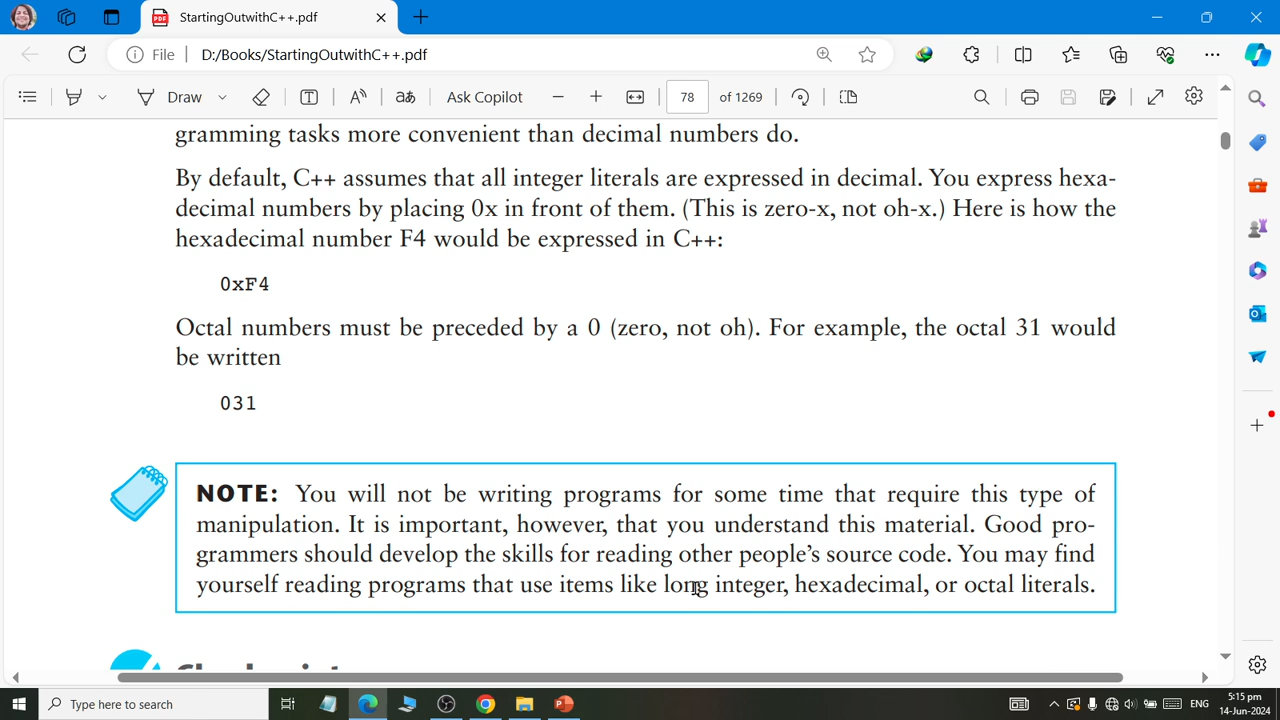 StartingOutwithC++.pdf
File
D:/Books/StartingOutwithC++.pdf
Draw
Ask Copilot
78 of 1269
gramming tasks more convenient than decimal numbers do.
By default, C++ assumes that all integer literals are expressed in decimal. You express hexa-
decimal numbers by placing 0x in front of them. (This is zero-x, not oh-x.) Here is how the
hexadecimal number F4 would be expressed in C++:
0xF4
Octal numbers must be preceded by a 0 (zero, not oh). For example, the octal 31 would
be written
031
NOTE: You will not be writing programs for some time that require this type of
manipulation. It is important, however, that you understand this material. Good pro-
grammers should develop the skills for reading other people's source code. You may find
yourself reading programs that use items like long integer, hexadecimal, or octal literals.
Type here to search
ENG
5:15 pm
14-Jun-2024